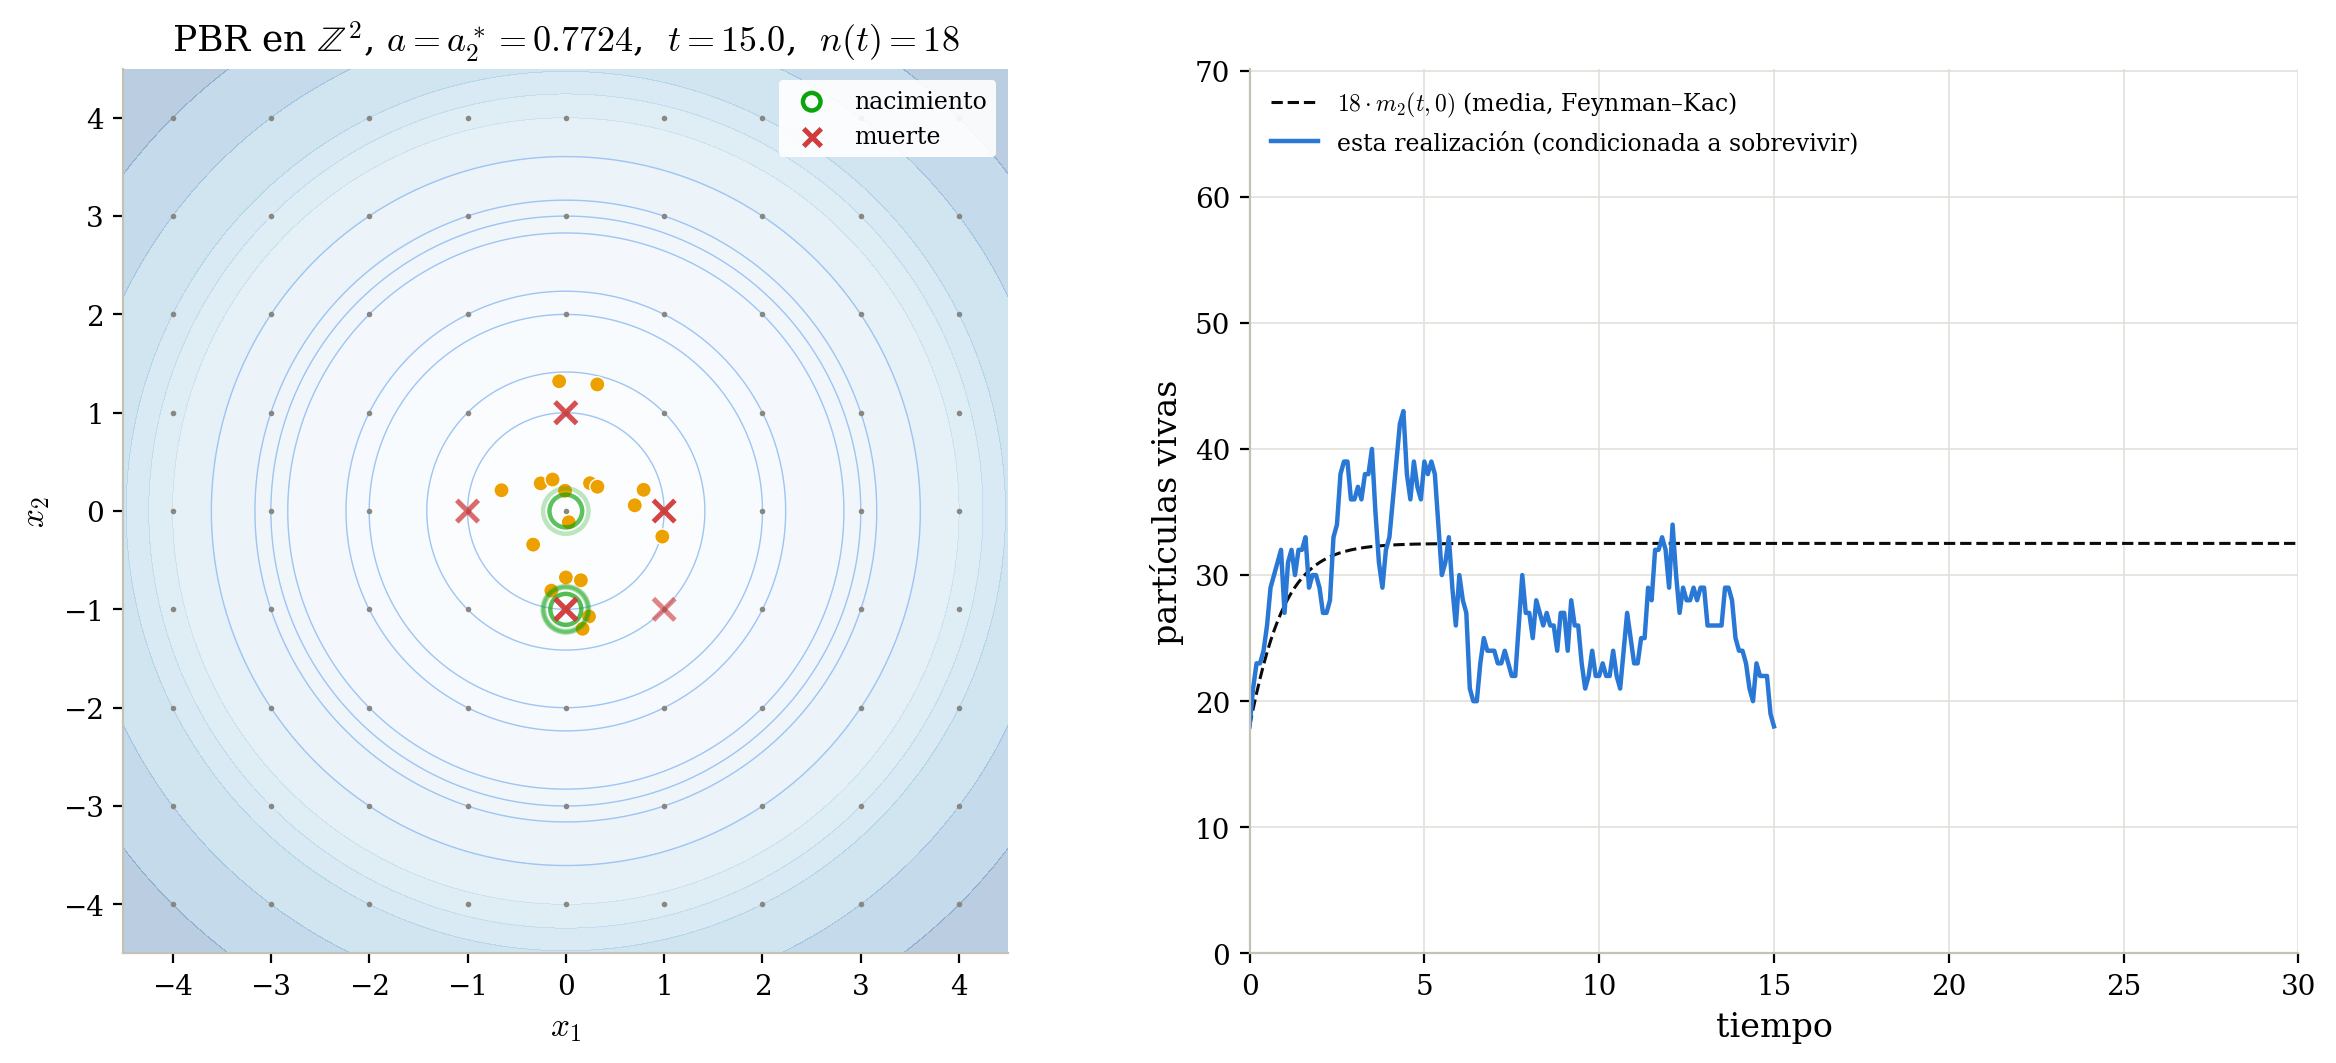 PBR en ℤ², a = a₂* = 0.7724, t = 15.0, n(t) = 18
nacimiento
muerte
4
3
2
1
0
−1
−2
−3
−4
x₂
−4 −3 −2 −1 0 1 2 3 4
x₁
18 · m₂(t, 0) (media, Feynman–Kac)
esta realización (condicionada a sobrevivir)
70
60
50
40
30
20
10
0
partículas vivas
0 5 10 15 20 25 30
tiempo